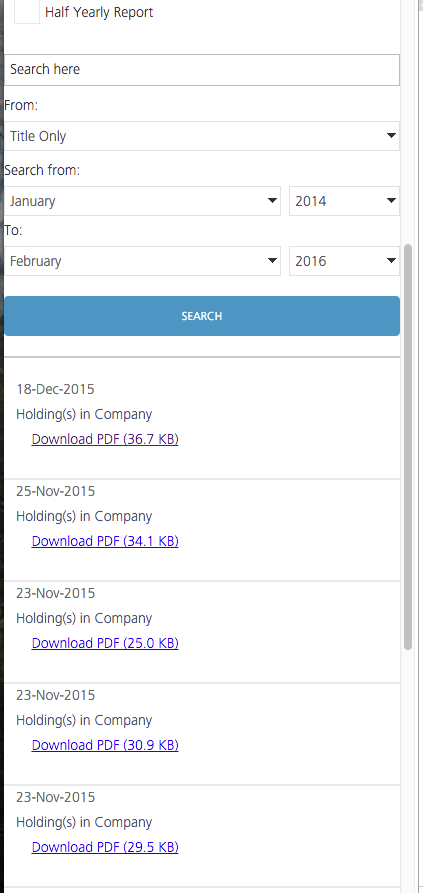 Half Yearly Report
Search here
From:
Title Only
Search from:
January 2014
To:
February 2016
SEARCH
18-Dec-2015
Holding(s) in Company
Download PDF (36.7 KB)
25-Nov-2015
Holding(s) in Company
Download PDF (34.1 KB)
23-Nov-2015
Holding(s) in Company
Download PDF (25.0 KB)
23-Nov-2015
Holding(s) in Company
Download PDF (30.9 KB)
23-Nov-2015
Holding(s) in Company
Download PDF (29.5 KB)